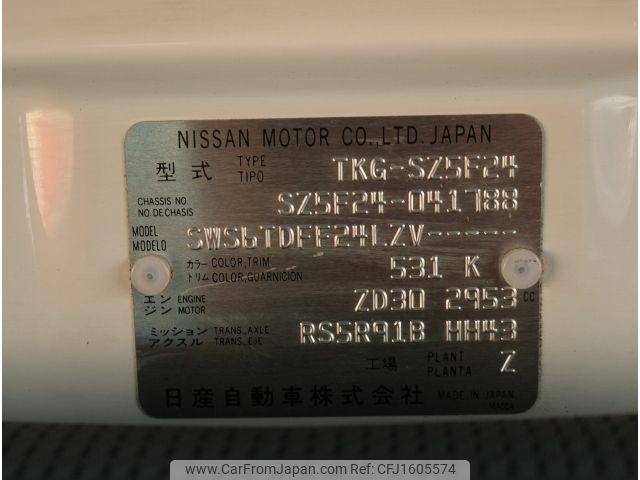 NISSAN MOTOR CO.,LTD. JAPAN
型式 TYPE TIPO TKG-SZ5F24
CHASSIS NO. NO.DE CHASIS SZ5F24-041788
MODEL MODELO SWS6TDFF24LZV-----
カラー COLOR,TRIM トリム COLOR,GUARNICION 531 K
エンジン ENGINE MOTOR ZD30 2953 CC
ミッション TRANS.,AXLE アクスル TRANS.,EJE RS5R91B HH43
工場 PLANT PLANTA Z
日産自動車株式会社 MADE IN JAPAN
www.CarFromJapan.com © CarFromJapan CFJ1605574